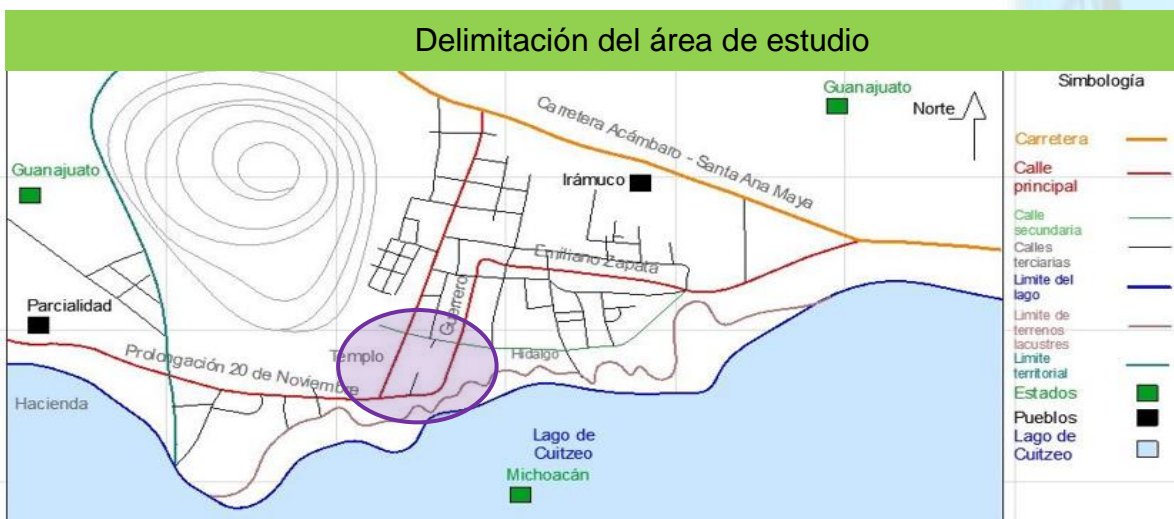 Delimitación del área de estudio
Guanajuato
Guanajuato
Norte
Carretera Acámbaro - Santa Ana Maya
Irámuco
Emiliano Zapata
Guerrero
Parcialidad
Templo
Hidalgo
Prolongación 20 de Noviembre
Hacienda
Lago de
Cuitzeo
Michoacán
Simbología
Carretera
Calle
principal
Calle
secundaria
Calles
terciarias
Limite del
lago
Limite de
terrenos
lacustres
Limite
territorial
Estados
Pueblos
Lago de
Cuitzeo